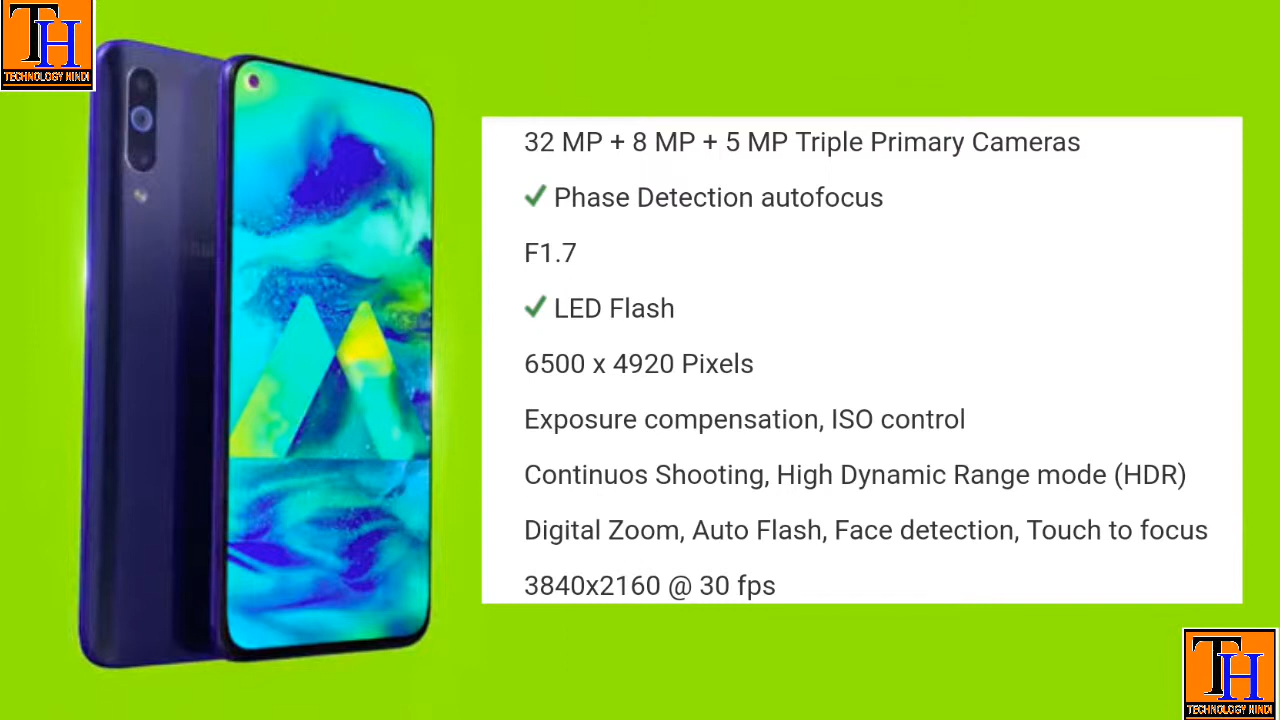 TH
TECHNOLOGY HINDI
32 MP + 8 MP + 5 MP Triple Primary Cameras
✔ Phase Detection autofocus
F1.7
✔ LED Flash
6500 x 4920 Pixels
Exposure compensation, ISO control
Continuos Shooting, High Dynamic Range mode (HDR)
Digital Zoom, Auto Flash, Face detection, Touch to focus
3840x2160 @ 30 fps
TH
TECHNOLOGY HINDI